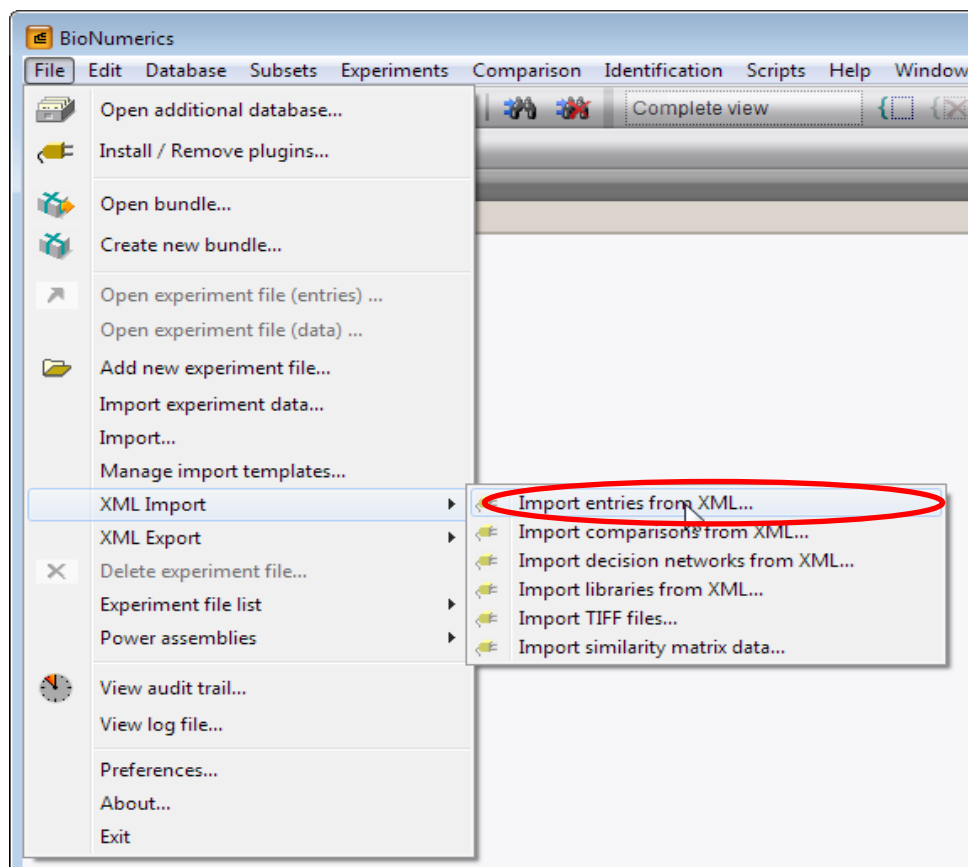 BioNumerics
File Edit Database Subsets Experiments Comparison Identification Scripts Help Window
Complete view
Open additional database...
Install / Remove plugins...
Open bundle...
Create new bundle...
Open experiment file (entries) ...
Open experiment file (data) ...
Add new experiment file...
Import experiment data...
Import...
Manage import templates...
XML Import
Import entries from XML...
XML Export
Import comparisons from XML...
Delete experiment file...
Import decision networks from XML...
Experiment file list
Import libraries from XML...
Power assemblies
Import TIFF files...
Import similarity matrix data...
View audit trail...
View log file...
Preferences...
About...
Exit